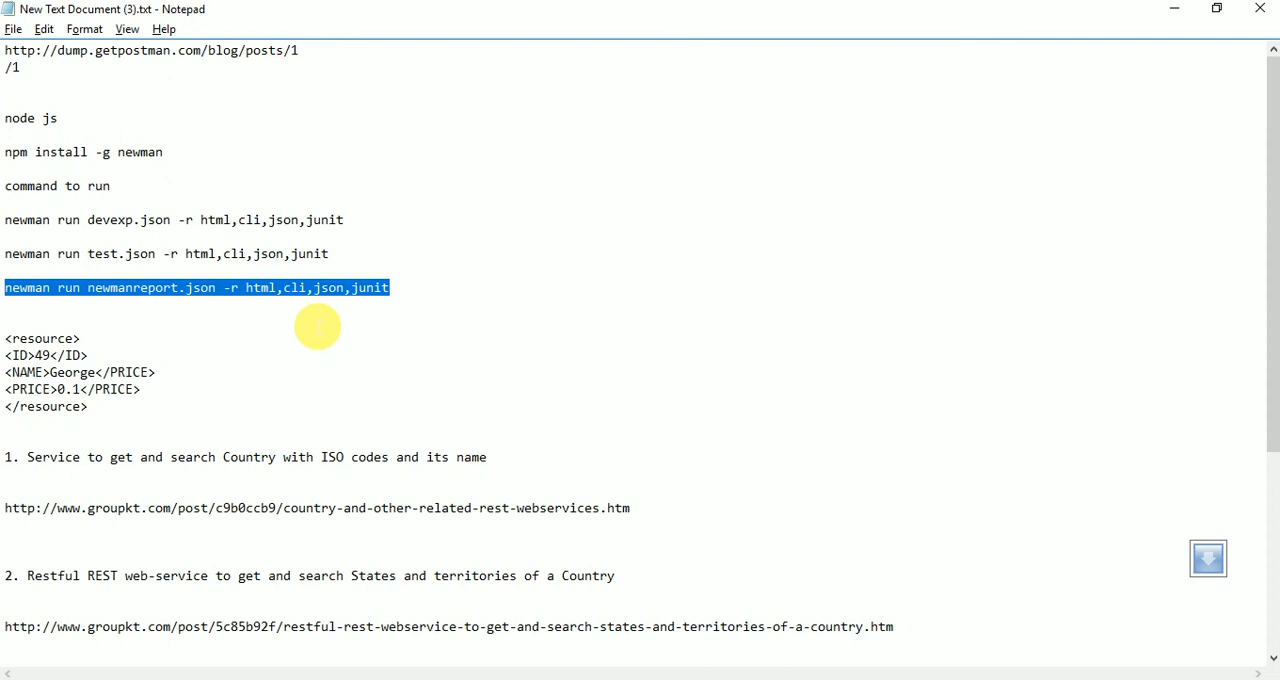 New Text Document (3).txt - Notepad
File Edit Format View Help
http://dump.getpostman.com/blog/posts/1
/1
node js
npm install -g newman
command to run
newman run devexp.json -r html,cli,json,junit
newman run test.json -r html,cli,json,junit
newman run newmanreport.json -r html,cli,json,junit
<resource>
<ID>49</ID>
<NAME>George</PRICE>
<PRICE>0.1</PRICE>
</resource>
1. Service to get and search Country with ISO codes and its name
http://www.groupkt.com/post/c9b0ccb9/country-and-other-related-rest-webservices.htm
2. Restful REST web-service to get and search States and territories of a Country
http://www.groupkt.com/post/5c85b92f/restful-rest-webservice-to-get-and-search-states-and-territories-of-a-country.htm